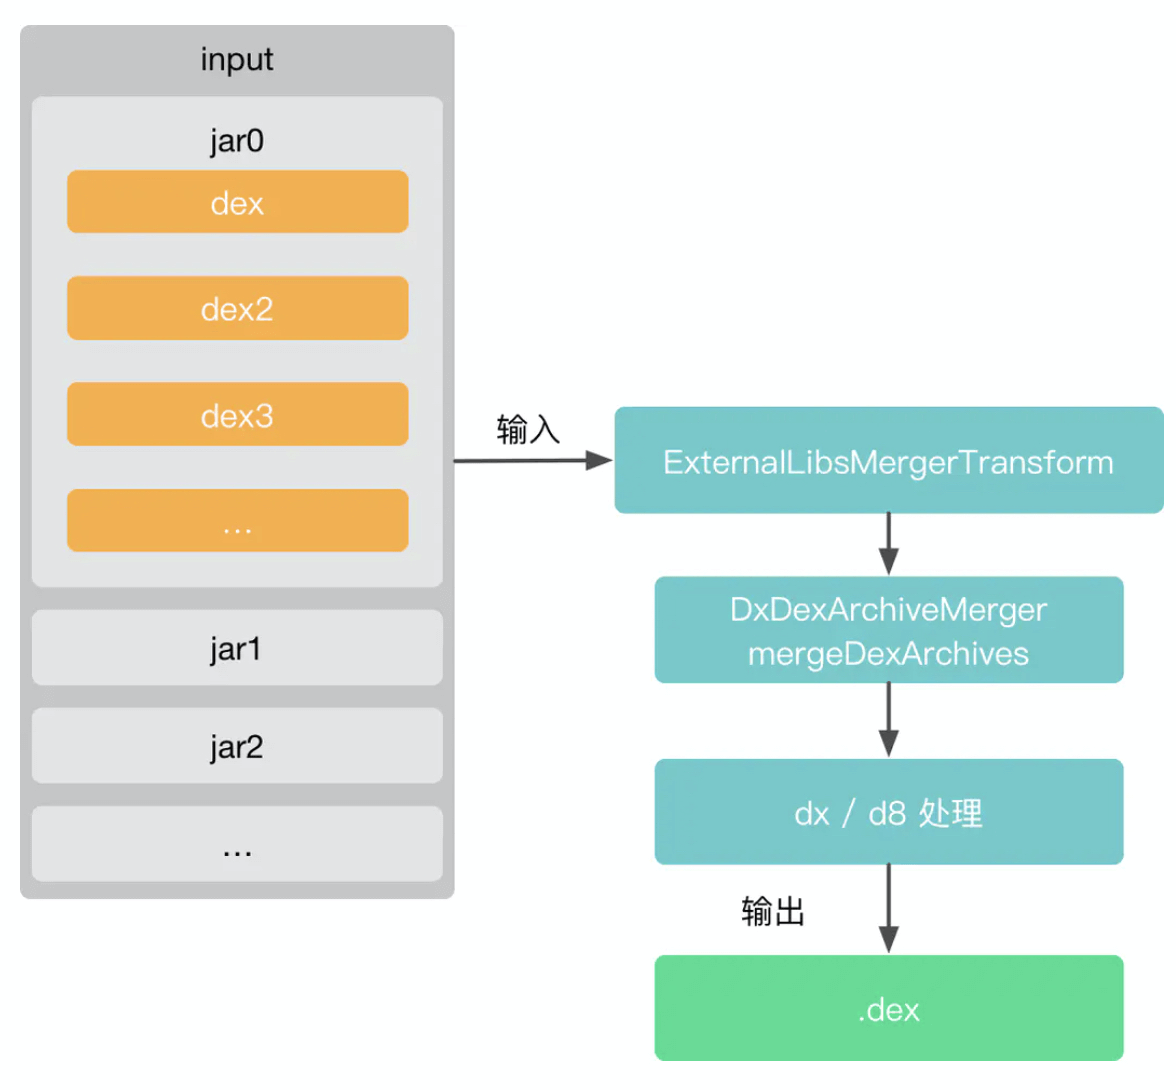 input
jar0
dex
dex2
dex3
...
jar1
jar2
...
输入
ExternalLibsMergerTransform
DxDexArchiveMerger
mergeDexArchives
dx / d8 处理
输出
.dex